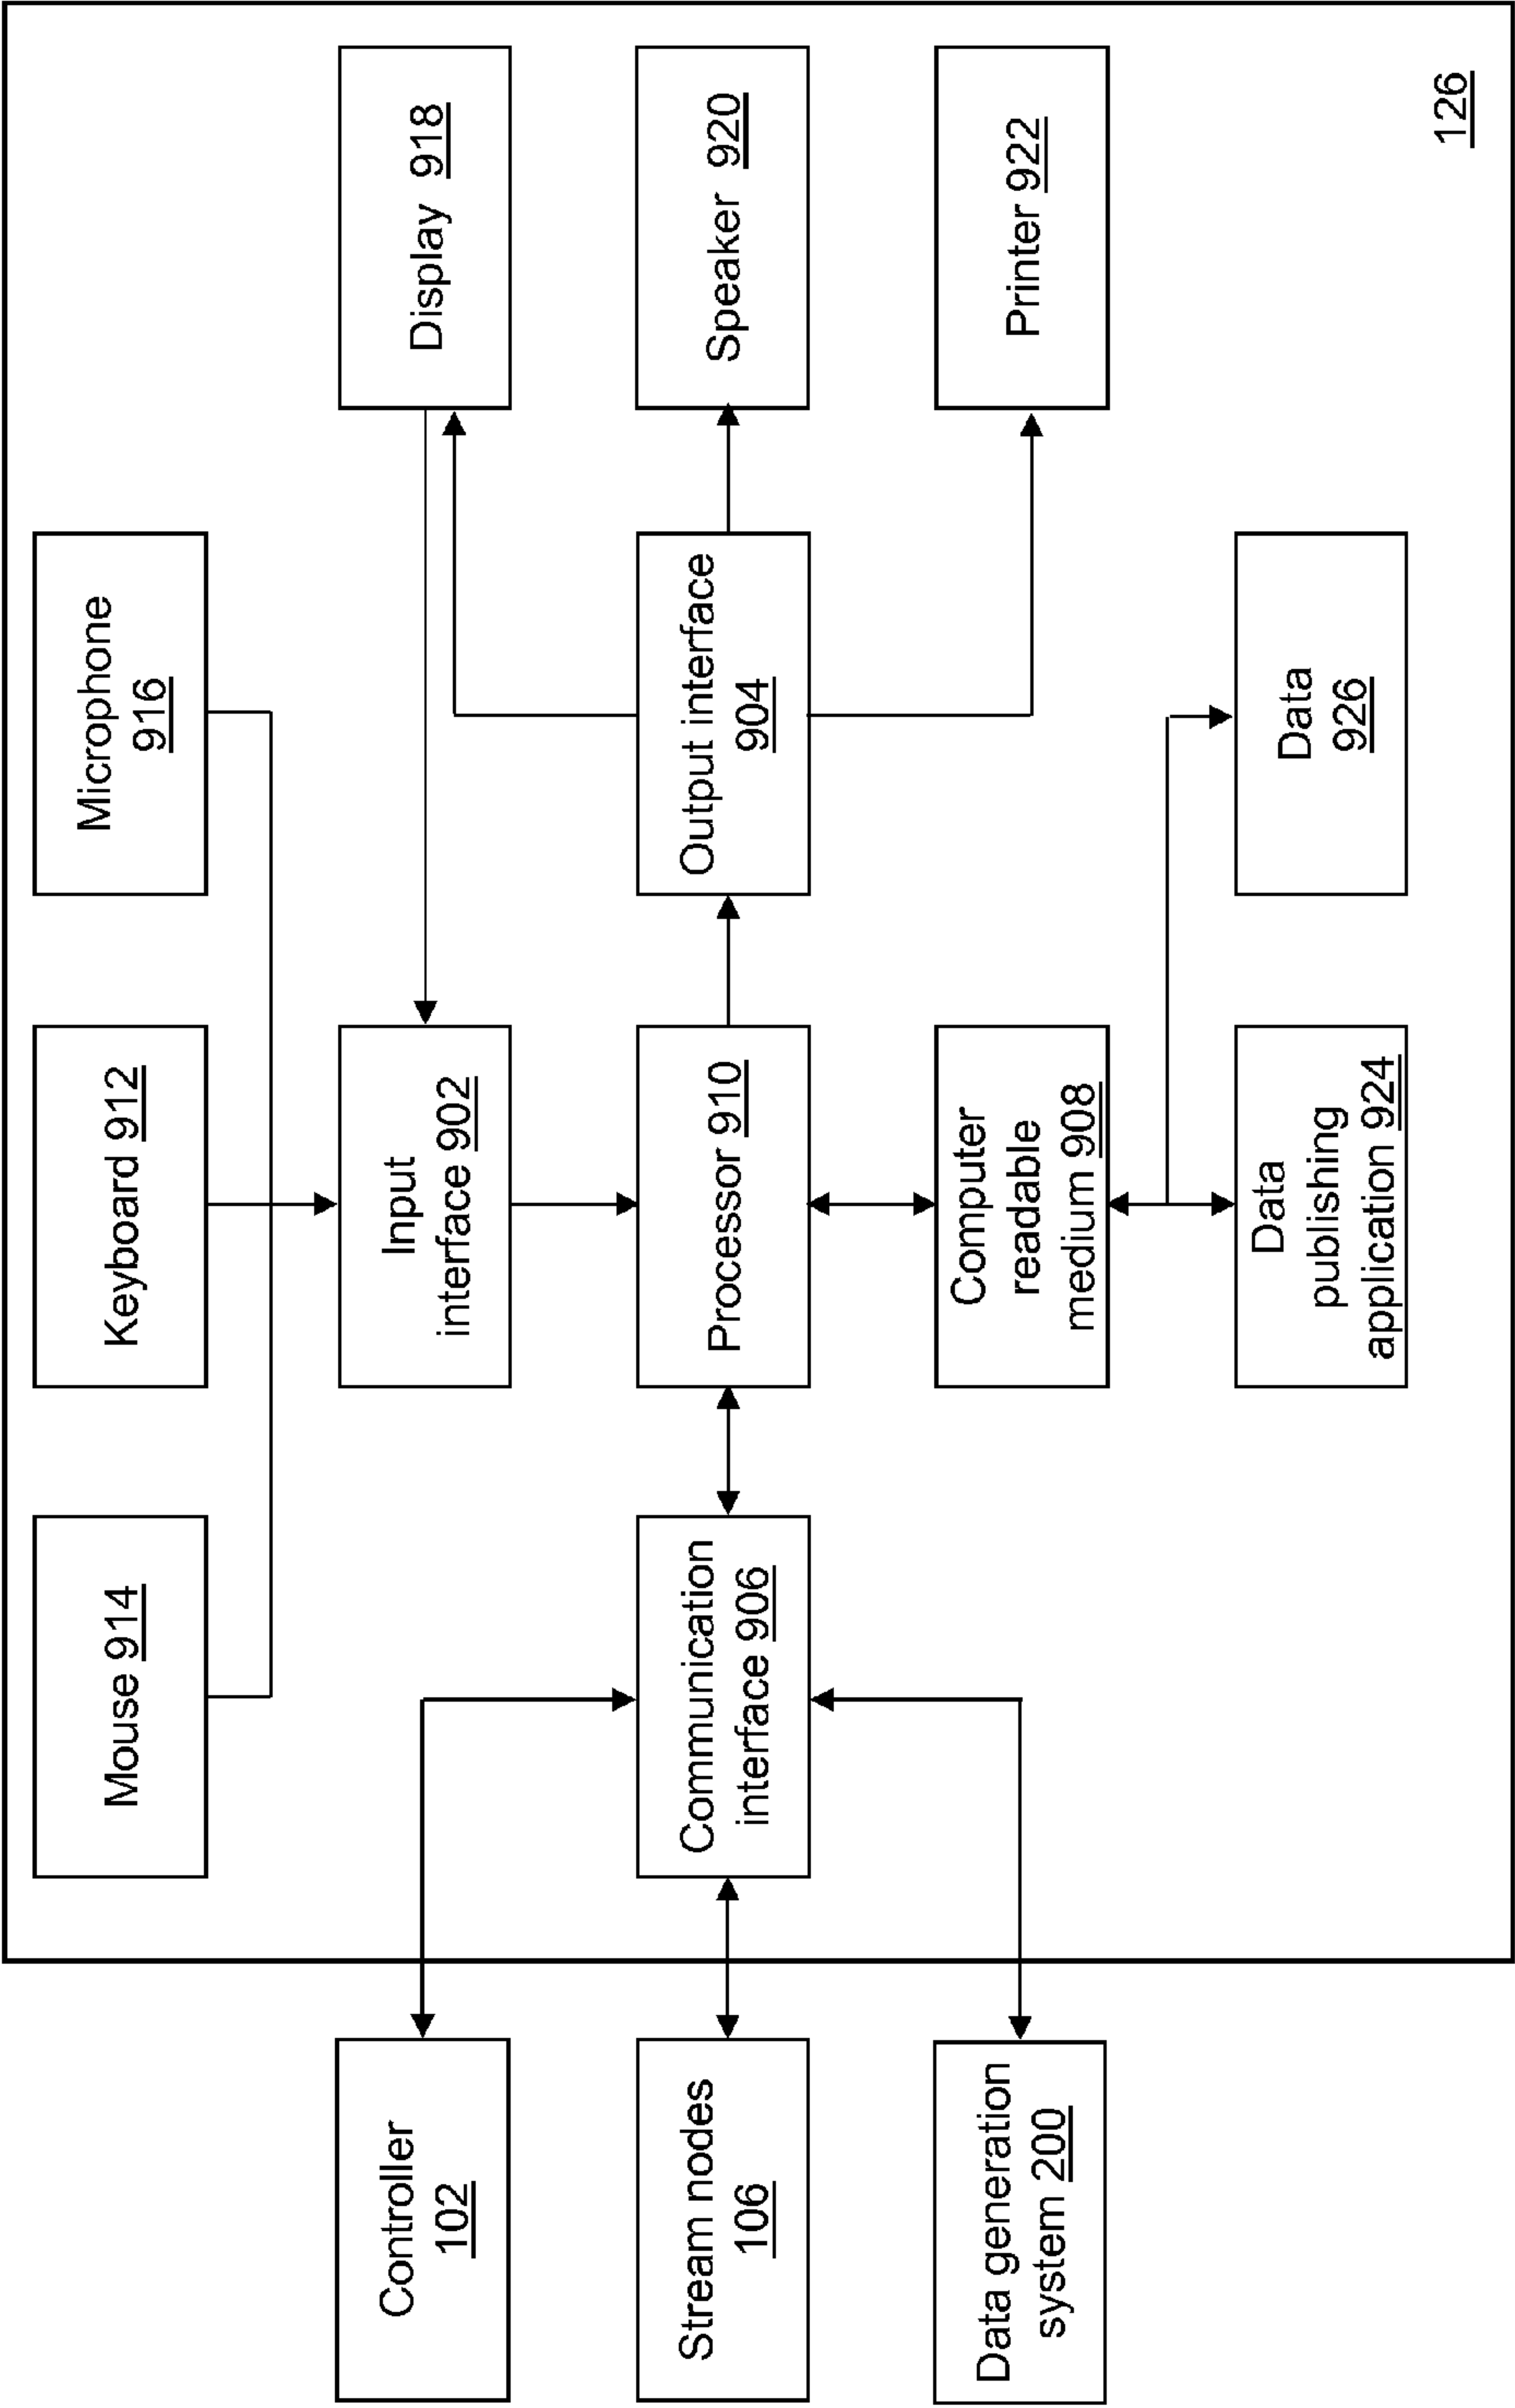 Mouse 914
Keyboard 912
Microphone
916
Controller
102
Input
interface 902
Display 918
Stream nodes
106
Communication
interface 906
Processor 910
Output interface
904
Speaker 920
Data generation
system 200
Computer
readable
medium 908
Printer 922
Data
publishing
application 924
Data
926
126